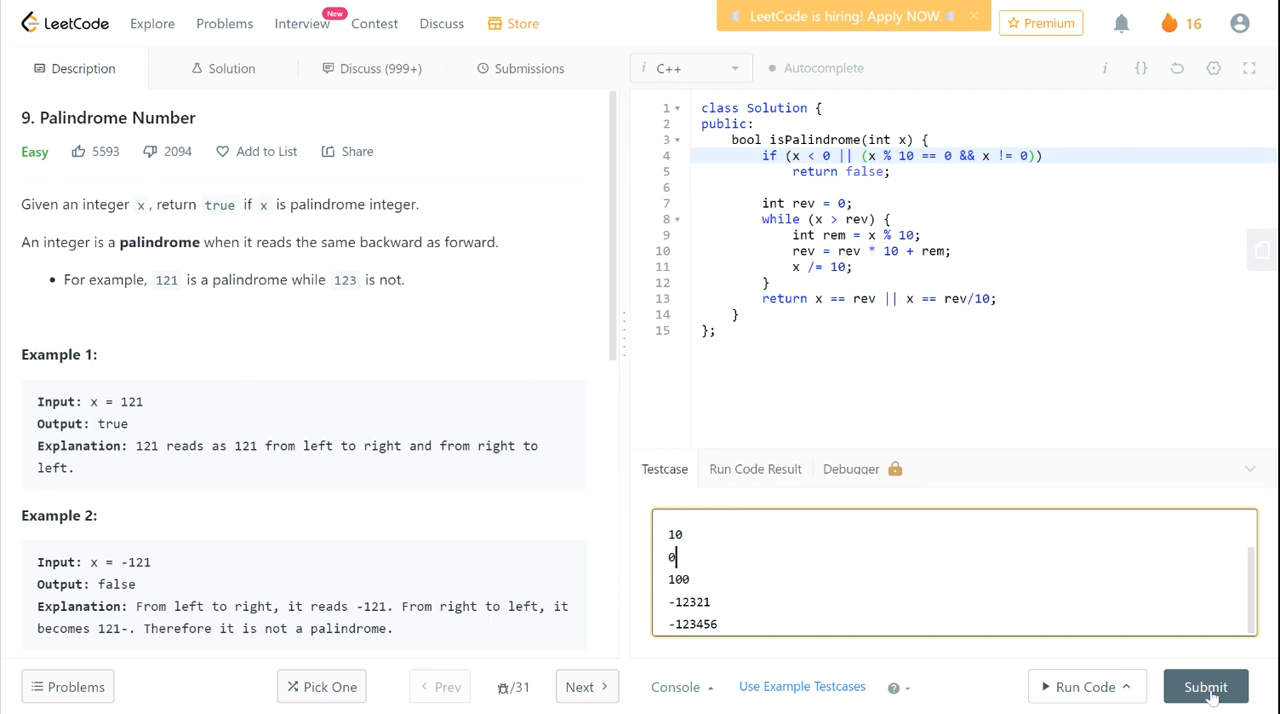 LeetCode
Explore
Problems
Interview
New
Contest
Discuss
Store
LeetCode is hiring! Apply NOW.
Premium
16
Description
Solution
Discuss (999+)
Submissions
i C++
Autocomplete
9. Palindrome Number
Easy
5593
2094
Add to List
Share
Given an integer x, return true if x is palindrome integer.
An integer is a palindrome when it reads the same backward as forward.
• For example, 121 is a palindrome while 123 is not.
Example 1:
Input: x = 121
Output: true
Explanation: 121 reads as 121 from left to right and from right to
left.
Example 2:
Input: x = -121
Output: false
Explanation: From left to right, it reads -121. From right to left, it
becomes 121-. Therefore it is not a palindrome.
Problems
Pick One
Prev
/31
Next
1 class Solution {
2 public:
3 bool isPalindrome(int x) {
4 if (x < 0 || (x % 10 == 0 && x != 0))
5 return false;
6
7 int rev = 0;
8 while (x > rev) {
9 int rem = x % 10;
10 rev = rev * 10 + rem;
11 x /= 10;
12 }
13 return x == rev || x == rev/10;
14 }
15 };
Testcase
Run Code Result
Debugger
10
0
100
-12321
-123456
Console
Use Example Testcases
?
Run Code
Submit